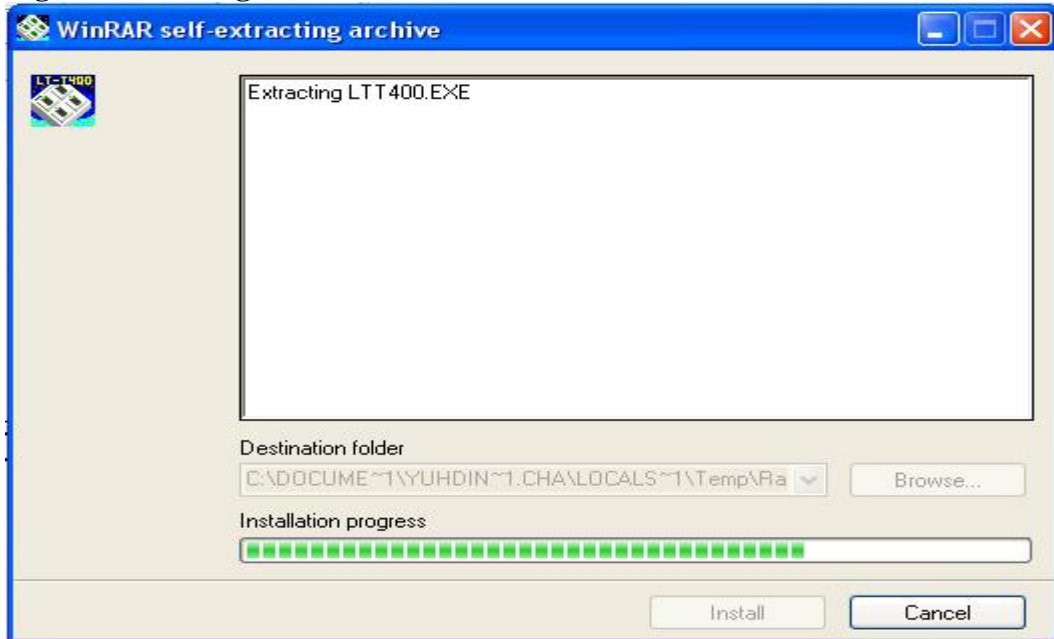 WinRAR self-extracting archive
LT-T400
Extracting LTT400.EXE
Destination folder
C:\DOCUME~1\YUHDIN~1.CHA\LOCALS~1\Temp\Ra
Browse...
Installation progress
Install
Cancel